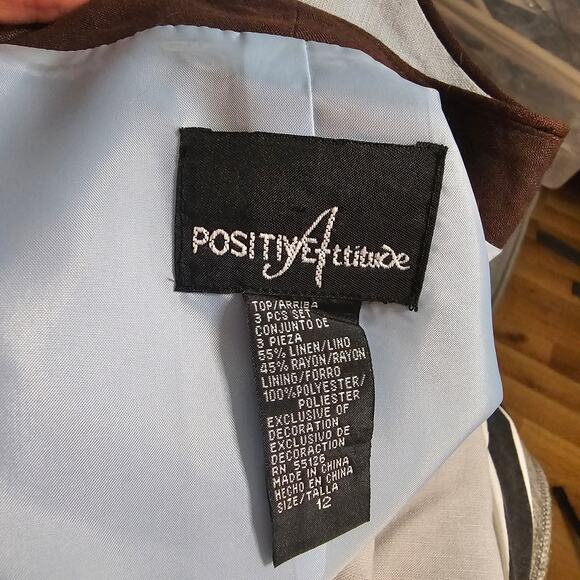 POSITIVE Attitude
TOP/ARRIBA
3 PCS SET
CONJUNTO DE
3 PIEZA
55% LINEN/LINO
45% RAYON/RAYON
LINING/FORRO
100%POLYESTER/
POLIESTER
EXCLUSIVE OF
DECORATION
EXCLUSIVO DE
DECORACTION
RN 55126
MADE IN CHINA
HECHO EN CHINA
SIZE/TALLA
12